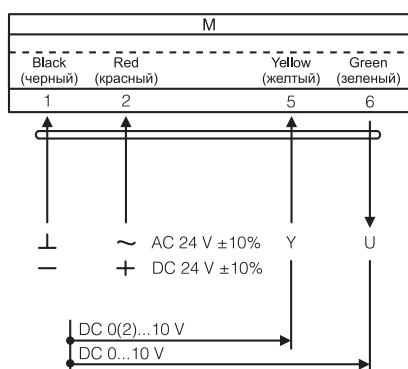 M
Black Red Yellow Green
(черный) (красный) (желтый) (зеленый)
1 2 5 6
⊥ ~ AC 24 V ±10% Y U
− + DC 24 V ±10%
DC 0(2)...10 V
DC 0...10 V